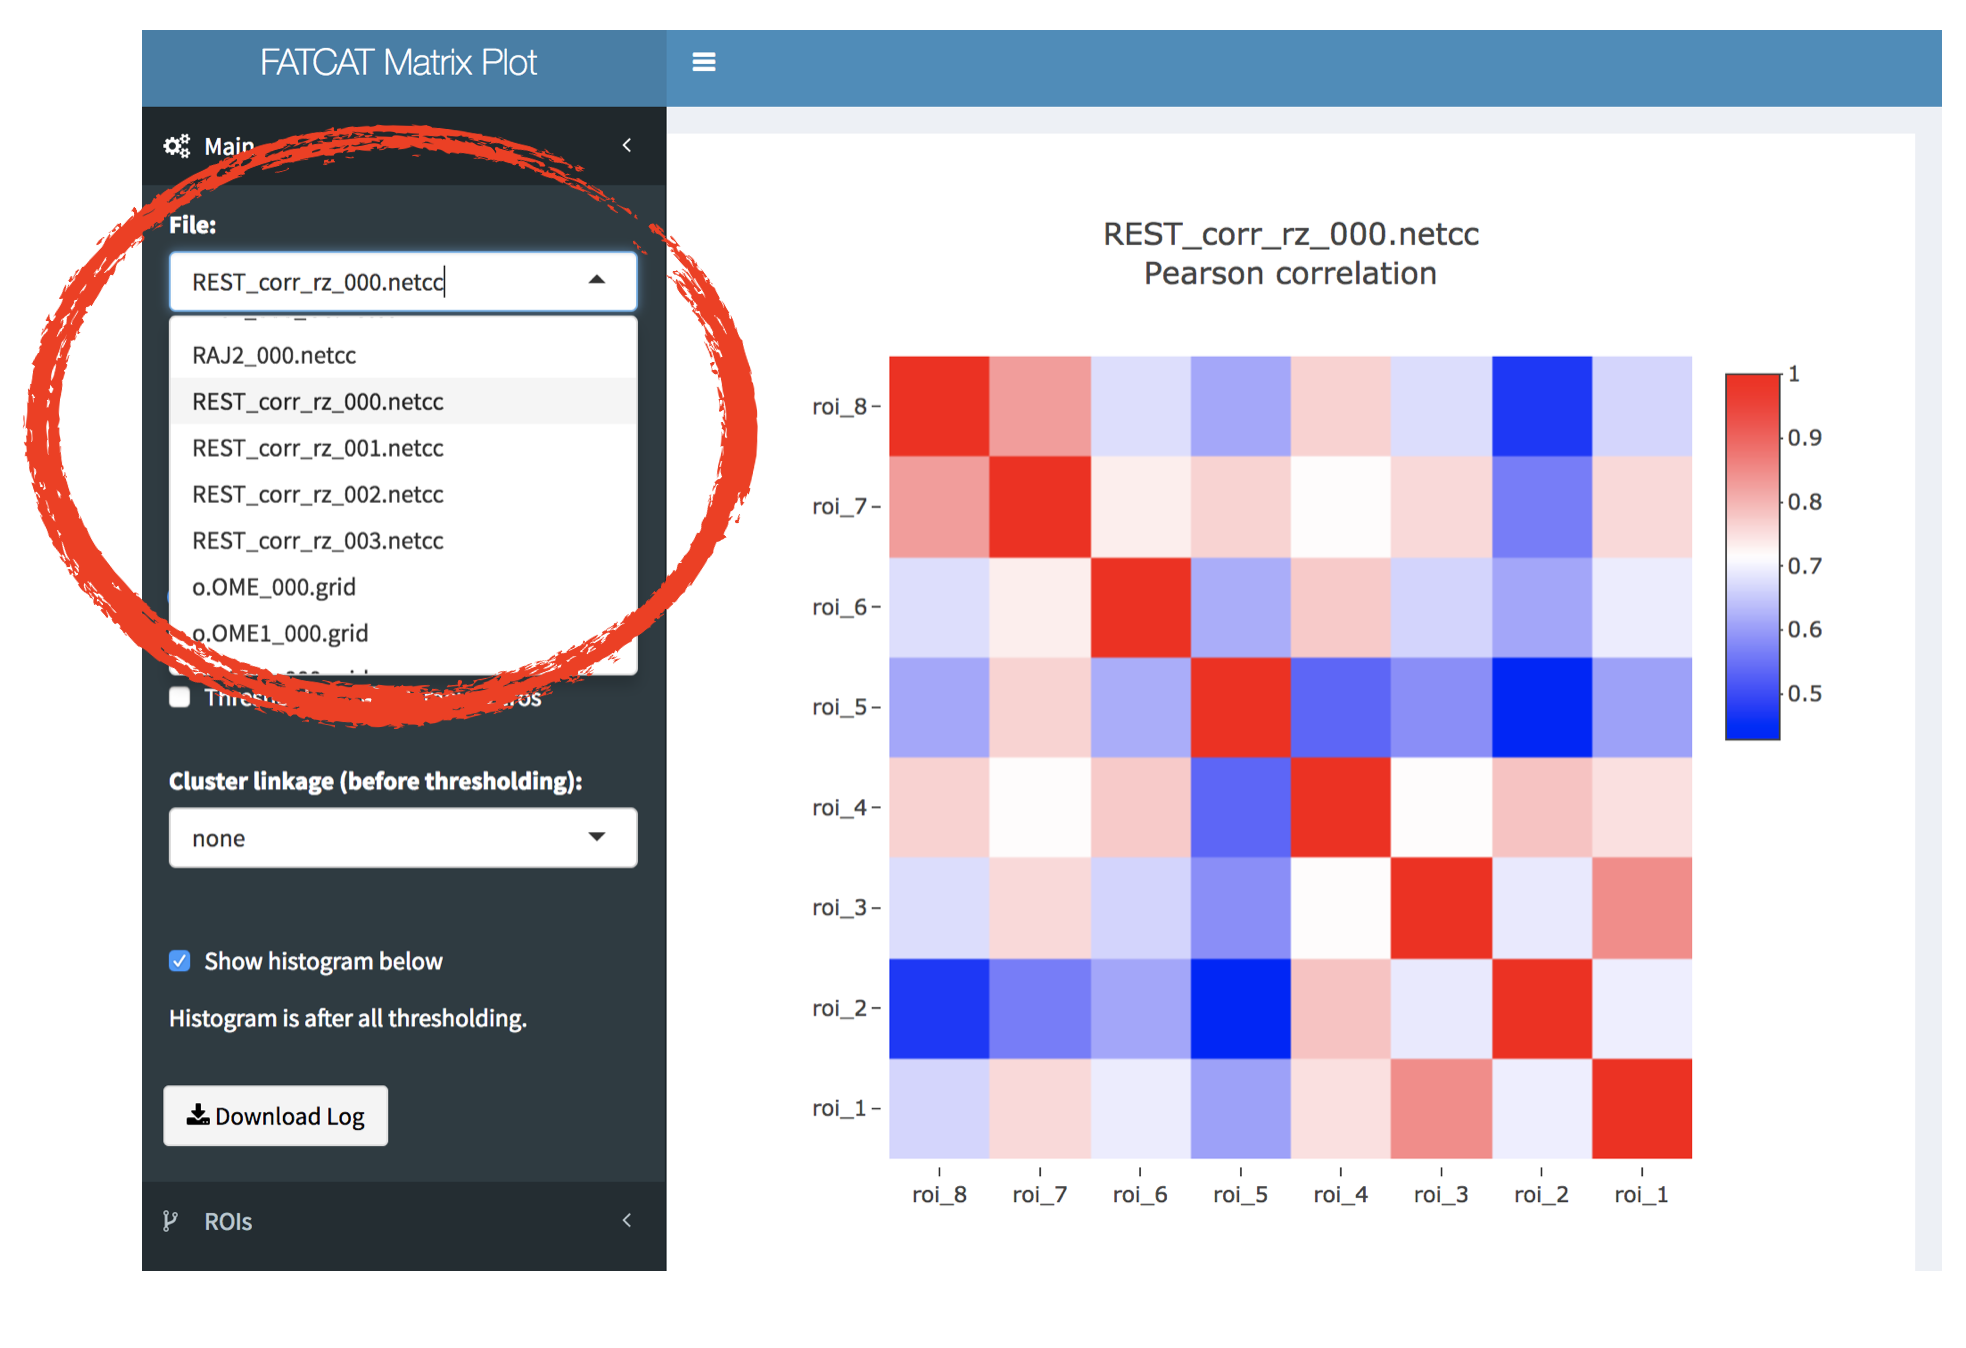 FATCAT Matrix Plot
Main
File:
REST_corr_rz_000.netcc
RAJ2_000.netcc
REST_corr_rz_000.netcc
REST_corr_rz_001.netcc
REST_corr_rz_002.netcc
REST_corr_rz_003.netcc
o.OME_000.grid
o.OME1_000.grid
Cluster linkage (before thresholding):
none
Show histogram below
Histogram is after all thresholding.
Download Log
ROIs
REST_corr_rz_000.netcc
Pearson correlation
roi_8
roi_7
roi_6
roi_5
roi_4
roi_3
roi_2
roi_1
roi_8 roi_7 roi_6 roi_5 roi_4 roi_3 roi_2 roi_1
1
0.9
0.8
0.7
0.6
0.5